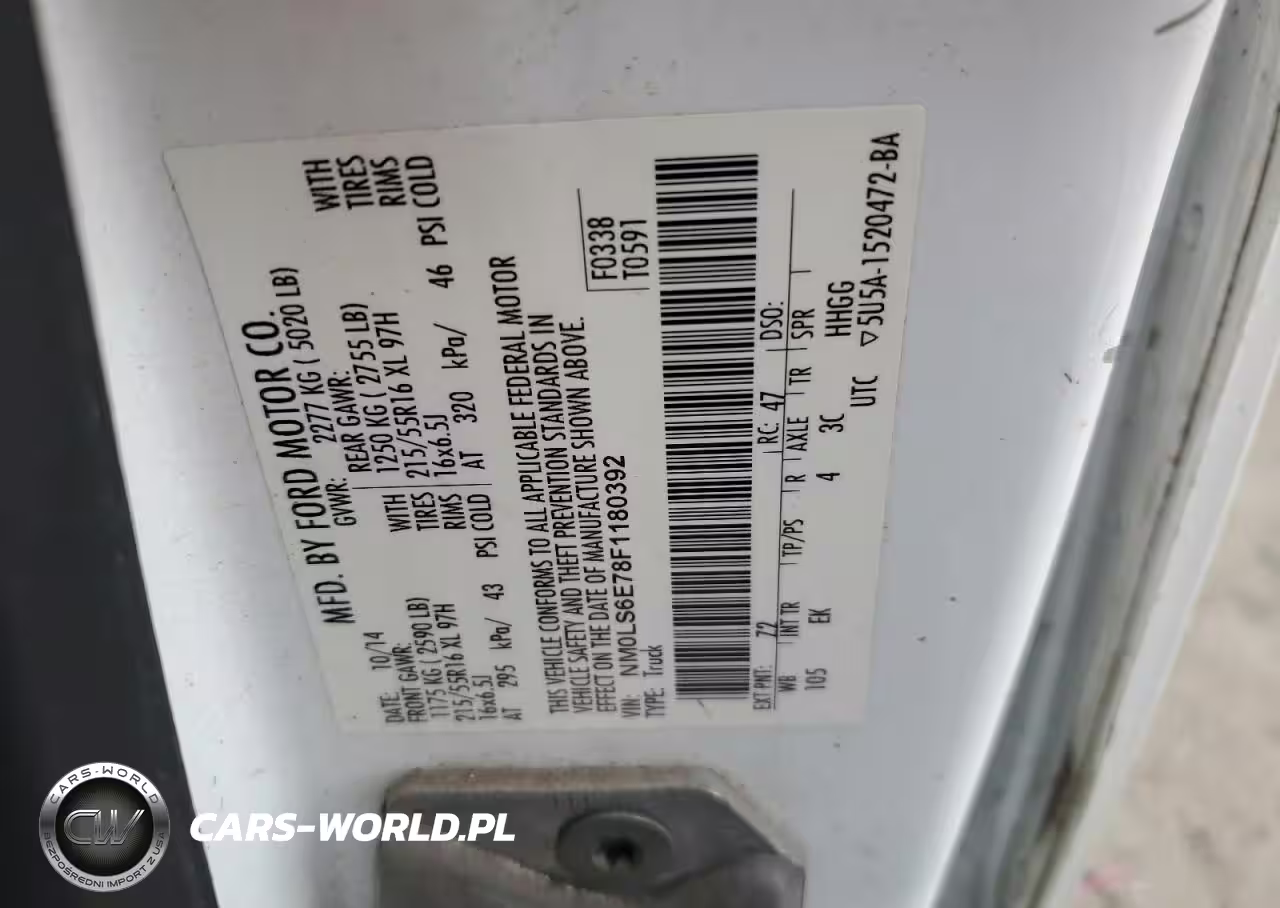 MFD. BY FORD MOTOR CO.
DATE: 10/14 GVWR: 2277 KG ( 5020 LB)
FRONT GAWR: REAR GAWR:
1175 KG ( 2590 LB) WITH 1250 KG ( 2755 LB) WITH
215/55R16 XL 97H TIRES 215/55R16 XL 97H TIRES
16x6.5J RIMS 16x6.5J RIMS
AT 295 kPa/ 43 PSI COLD AT 320 kPa/ 46 PSI COLD
THIS VEHICLE CONFORMS TO ALL APPLICABLE FEDERAL MOTOR
VEHICLE SAFETY AND THEFT PREVENTION STANDARDS IN
EFFECT ON THE DATE OF MANUFACTURE SHOWN ABOVE.
VIN: NM0LS6E78F1180392 F0338
TYPE: Truck T0591
EXT PNT: Z2 RC: 47 DSO:
WB INT TR TP/PS R AXLE TR SPR
105 EK 4 3C HHGG
UTC ▽5U5A-1520472-BA
CARS-WORLD
CW
BEZPOŚREDNI IMPORT Z USA
CARS-WORLD.PL